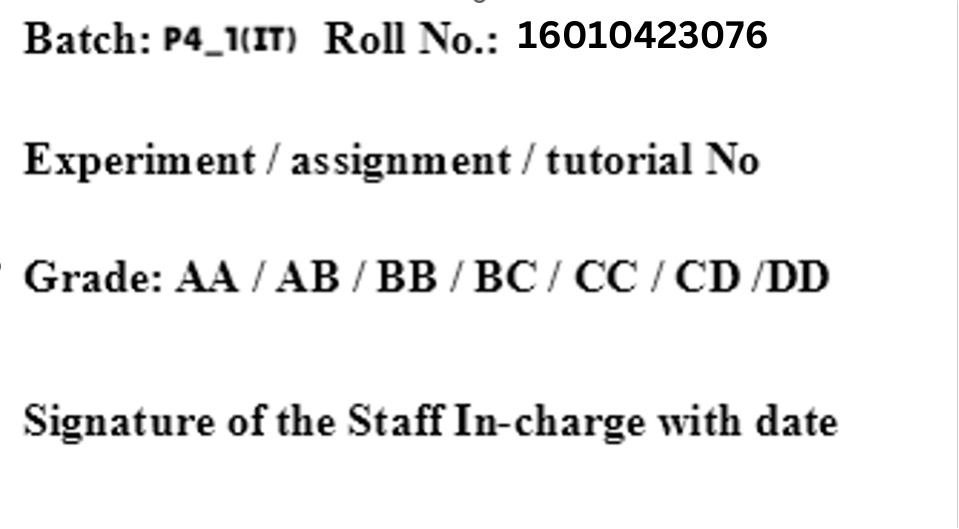 Batch: P4_1(IT) Roll No.: 16010423076
Experiment / assignment / tutorial No
Grade: AA / AB / BB / BC / CC / CD /DD
Signature of the Staff In-charge with date